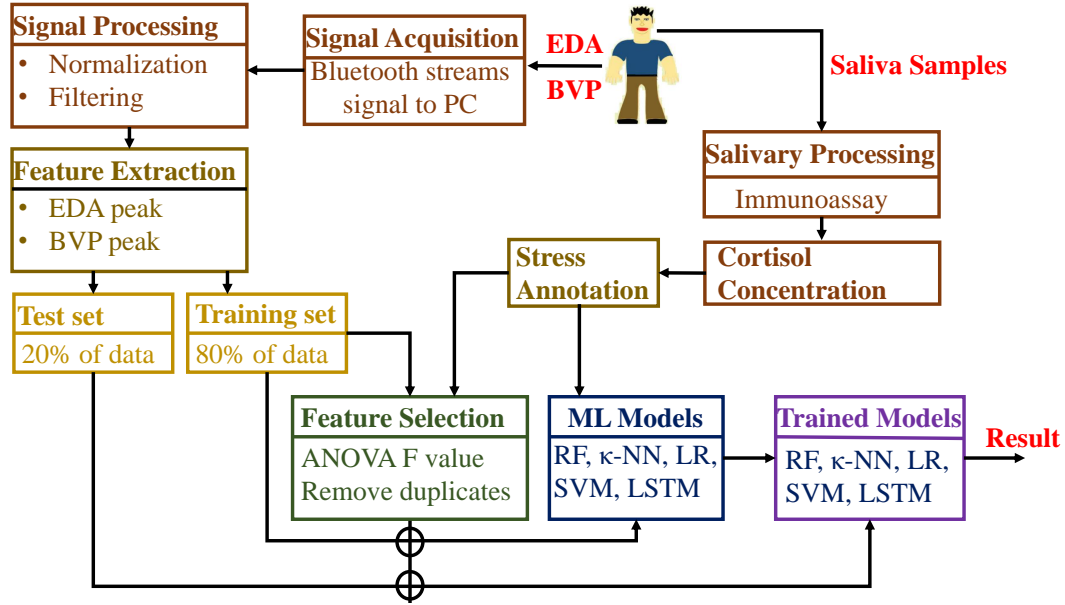 Signal Processing
• Normalization
• Filtering
Signal Acquisition
Bluetooth streams
signal to PC
EDA
BVP
Saliva Samples
Feature Extraction
• EDA peak
• BVP peak
Salivary Processing
Immunoassay
Stress
Annotation
Cortisol
Concentration
Test set
20% of data
Training set
80% of data
Feature Selection
ANOVA F value
Remove duplicates
ML Models
RF, κ-NN, LR,
SVM, LSTM
Trained Models
RF, κ-NN, LR,
SVM, LSTM
Result